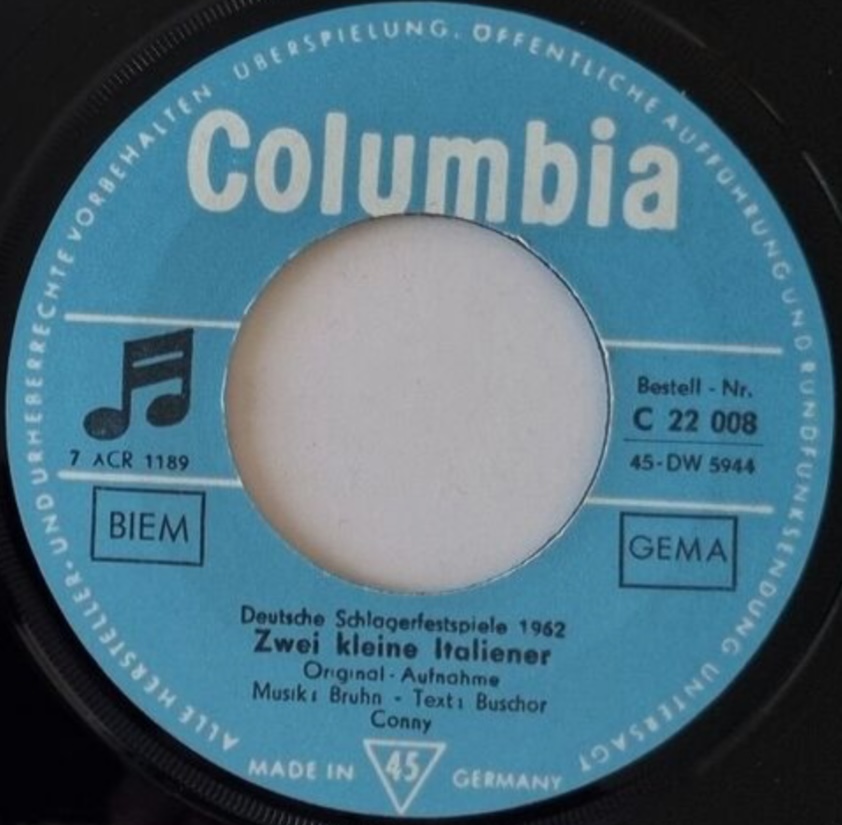 ALLE HERSTELLER- UND URHEBERRECHTE VORBEHALTEN ÜBERSPIELUNG. ÖFFENTLICHE AUFFÜHRUNG UND RUNDFUNKSENDUNG UNTERSAGT
Columbia
7 ACR 1189
Bestell - Nr.
C 22 008
45-DW 5944
BIEM
GEMA
Deutsche Schlagerfestspiele 1962
Zwei kleine Italiener
Original - Aufnahme
Musik: Bruhn - Text: Buschor
Conny
MADE IN 45 GERMANY